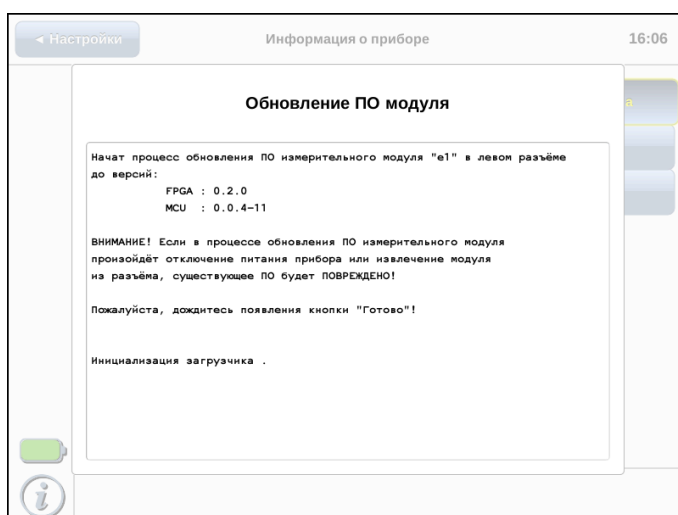 ◄ Настройки
Информация о приборе
16:06
Обновление ПО модуля
Начат процесс обновления ПО измерительного модуля "e1" в левом разъёме
до версий:
FPGA : 0.2.0
MCU : 0.0.4-11
ВНИМАНИЕ! Если в процессе обновления ПО измерительного модуля
произойдёт отключение питания прибора или извлечение модуля
из разъёма, существующее ПО будет ПОВРЕЖДЕНО!
Пожалуйста, дождитесь появления кнопки "Готово"!
Инициализация загрузчика .
а
i